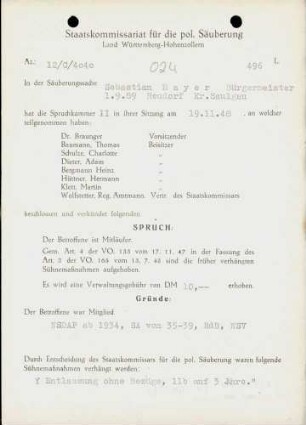 Staatskommissariat für die pol. Säuberung
Land Württemberg-Hohenzollern
Az.: 12/C/4040 024 496 L
In der Säuberungssache Sebastian Bayer Bürgermeister
1.9.89 Neudorf Kr.Saulgau
hat die Spruchkammer II in ihrer Sitzung am 19.11.48 , an welcher
teilgenommen haben:
Dr. Vorsitzender
Baumann, Thomas Beisitzer
Schulze, Charlotte "
Dieter, Adam "
Bergmann Heinz "
Hüttner, Hermann "
Klett, Martin "
Reg. Amtmann, Vertr. des Staatskommissars
beschlossen und verkündet folgenden
SPRUCH:
Der Betroffene ist Mitläufer.
Gem. Art. 4 der VO. 133 vom 17. 11. 47 in der Fassung des
Art. 2 der VO. 165 vom 13. 7. 48 sind die früher verhängten
Sühnemaßnahmen aufgehoben.
Es wird eine Verwaltungsgebühr von DM 10,-- erhoben.
Gründe:
Der Betroffene war Mitglied
NSDAP ab 1934, SA von 35-39, NSV
Durch Entscheidung des Staatskommissars für die pol. Säuberung waren folgende
Sühnemaßnahmen verhängt worden:
Entlassung ohne Bezüge, 11b auf 3 Jhre."